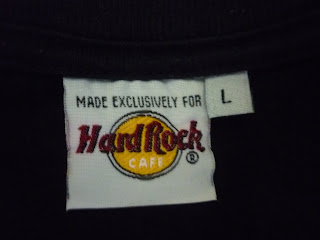 MADE EXCLUSIVELY FOR
L
Hard Rock
CAFE
®